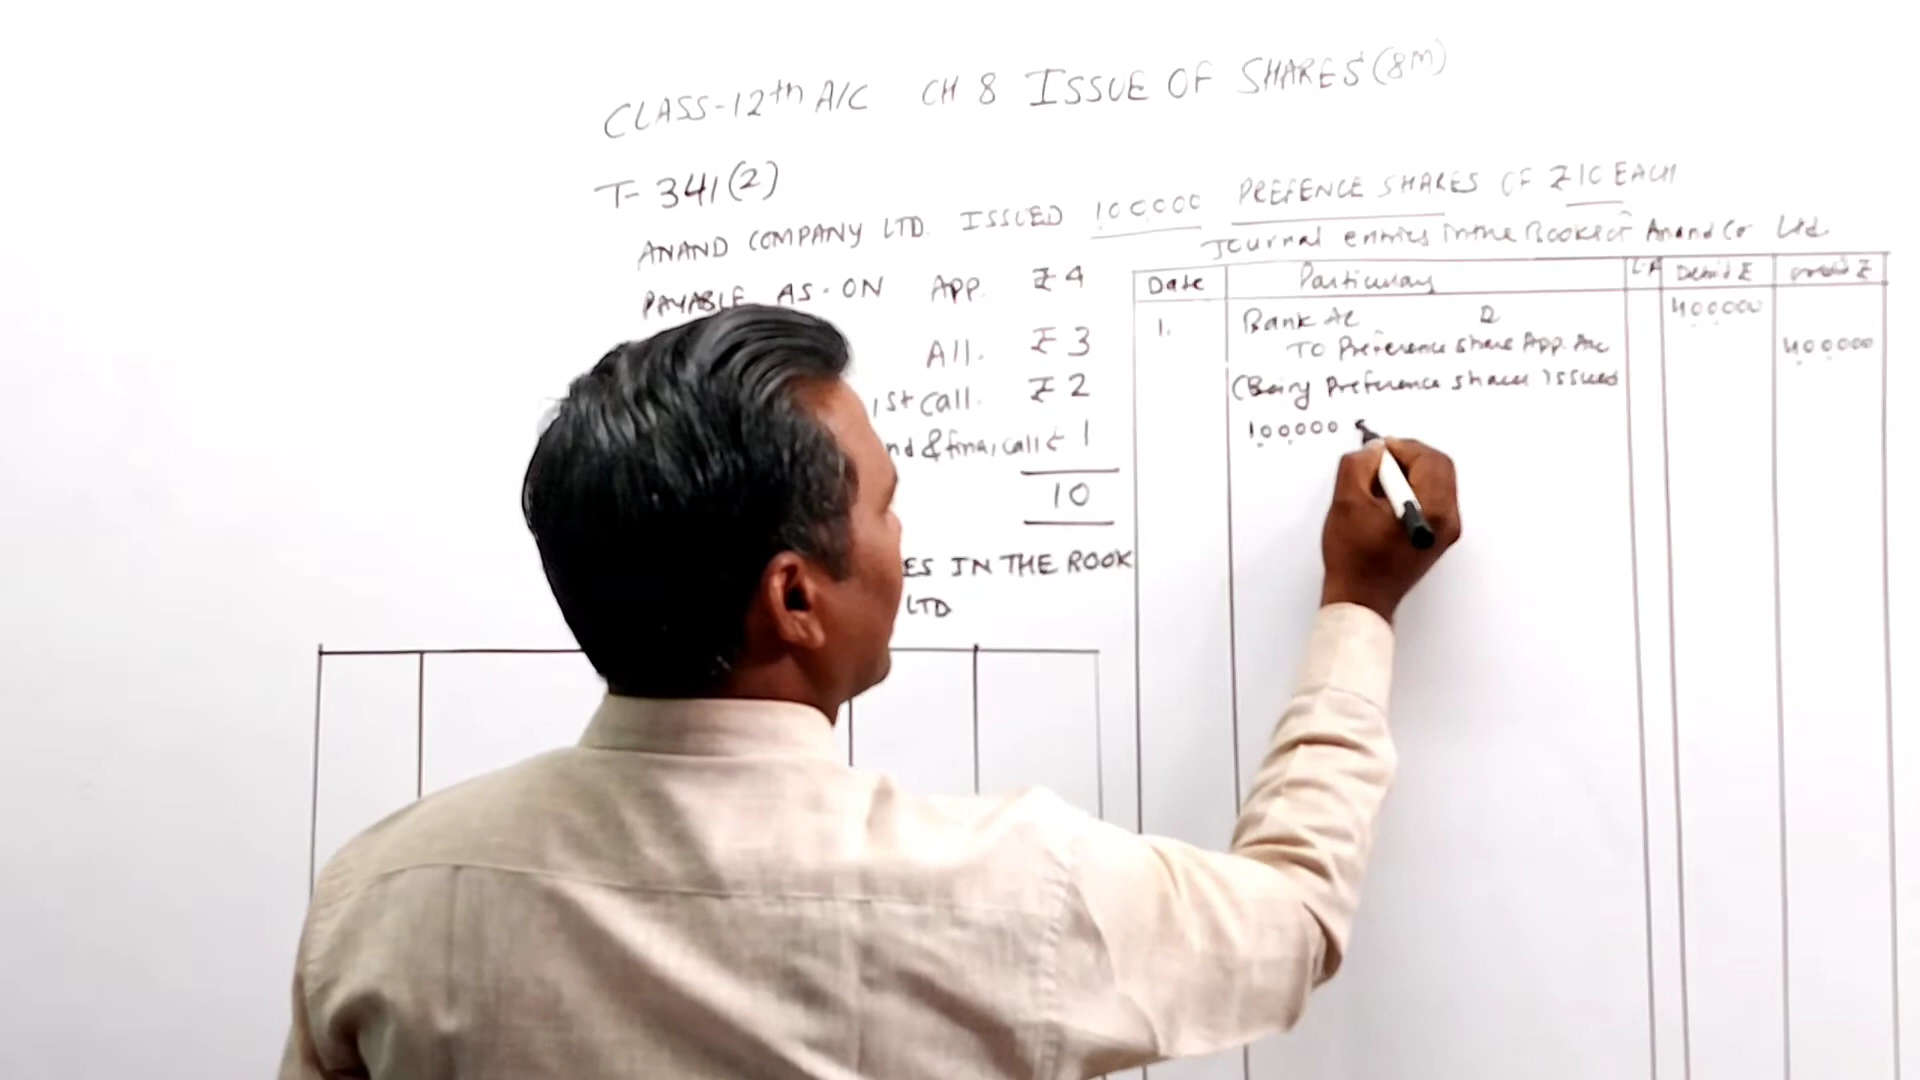 CLASS-12th A/C CH 8 ISSUE OF SHARES (8M)
T- 341(2)
ANAND COMPANY LTD. ISSUED 100000 PREFENCE SHARES OF ₹10 EACH
PAYABLE AS-ON APP. ₹ 4
All. ₹ 3
1st Call. ₹ 2
nd & final call ₹ 1
10
ES IN THE BOOK
LTD
Journal entries in the Books of Anand Co Ltd.
Date Particulars L.F Debit ₹ Credit ₹
1. Bank A/c D 400000
TO Preference share App. A/c 400000
(Being Preference shares issued
100000